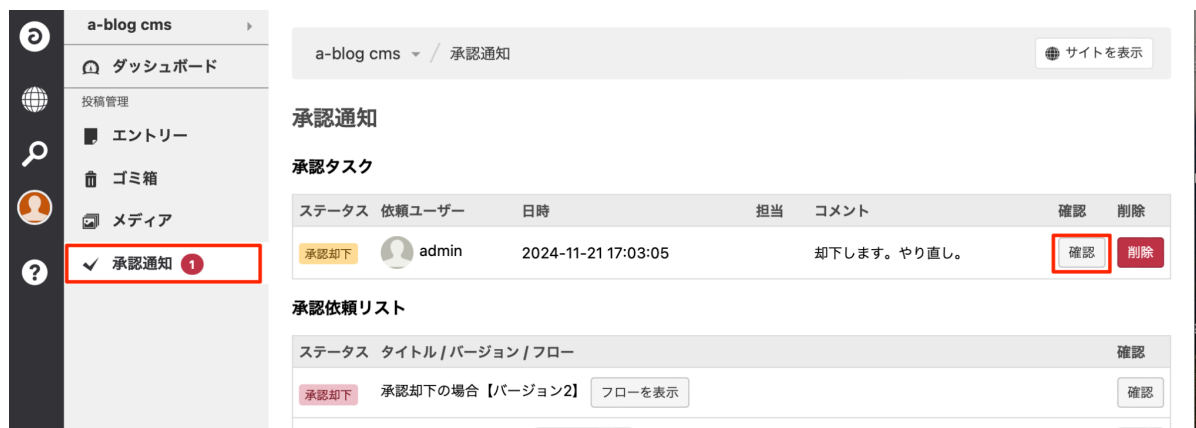 a-blog cms
ダッシュボード
投稿管理
エントリー
ゴミ箱
メディア
承認通知 1
?
a-blog cms / 承認通知
サイトを表示
承認通知
承認タスク
ステータス 依頼ユーザー 日時 担当 コメント 確認 削除
承認却下 admin 2024-11-21 17:03:05 却下します。やり直し。 確認 削除
承認依頼リスト
ステータス タイトル / バージョン / フロー 確認
承認却下 承認却下の場合【バージョン2】 フローを表示 確認